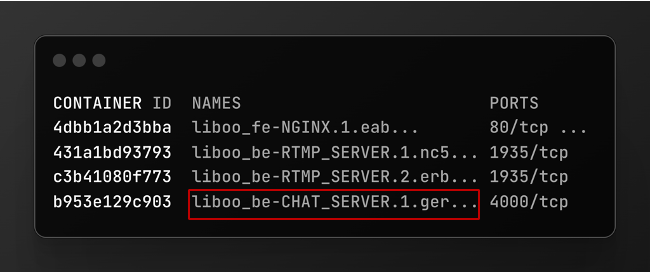 CONTAINER ID NAMES PORTS
4dbb1a2d3bba liboo_fe-NGINX.1.eab... 80/tcp ...
431a1bd93793 liboo_be-RTMP_SERVER.1.nc5... 1935/tcp
c3b41080f773 liboo_be-RTMP_SERVER.2.erb... 1935/tcp
b953e129c903 liboo_be-CHAT_SERVER.1.ger... 4000/tcp